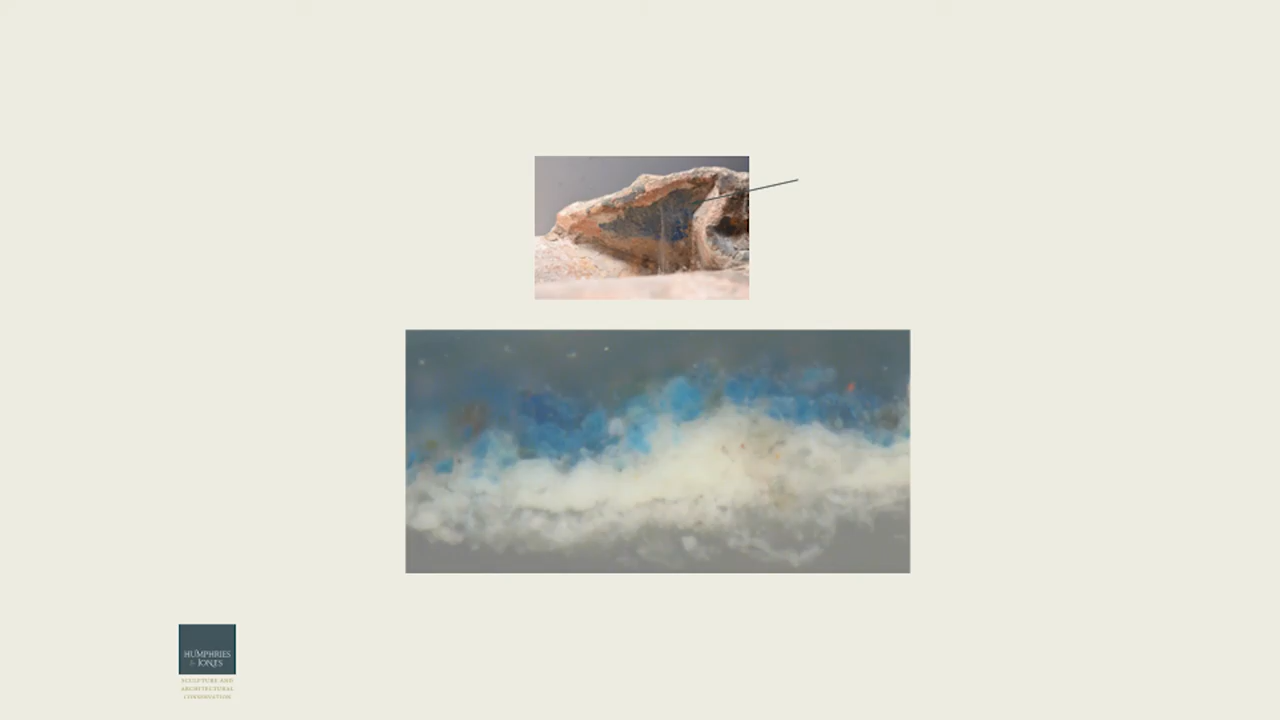 HUMPHRIES
& JONES
SCULPTURE AND
ARCHITECTURAL
CONSERVATION